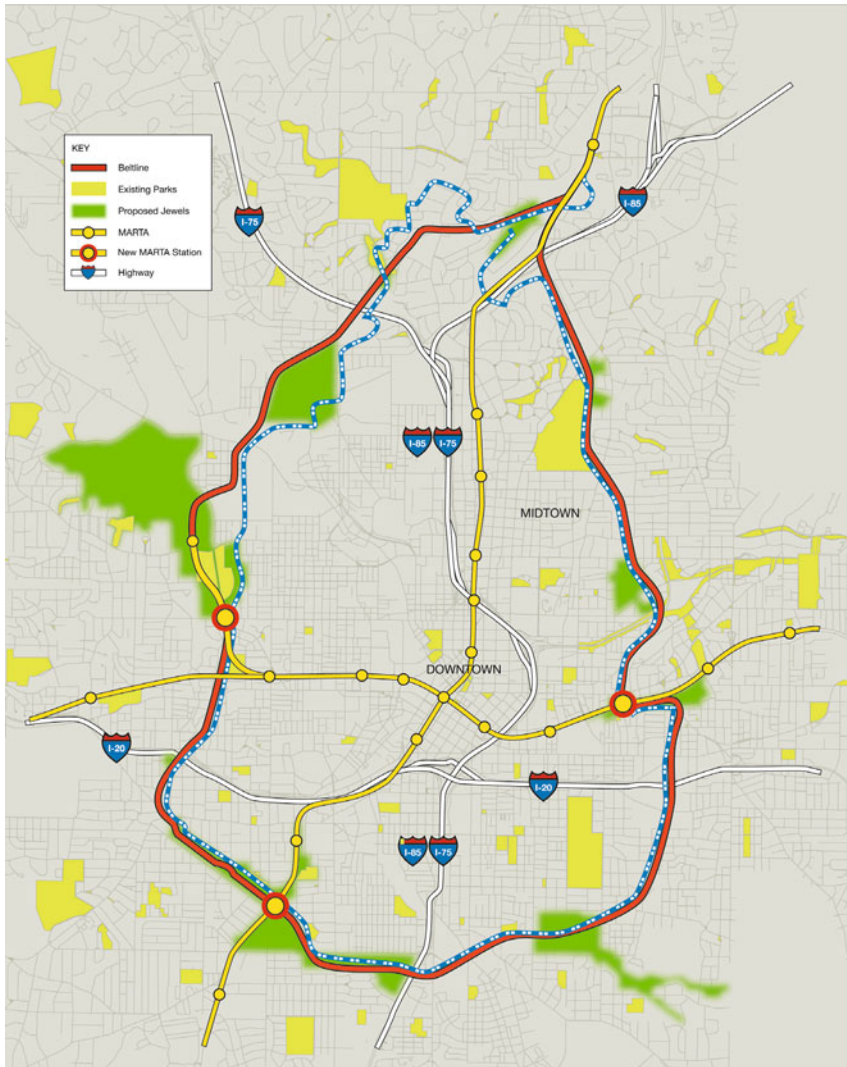 KEY
Beltline
Existing Parks
Proposed Jewels
MARTA
New MARTA Station
Highway
I-75
I-85
I-85
I-75
MIDTOWN
DOWNTOWN
I-20
I-20
I-85
I-75